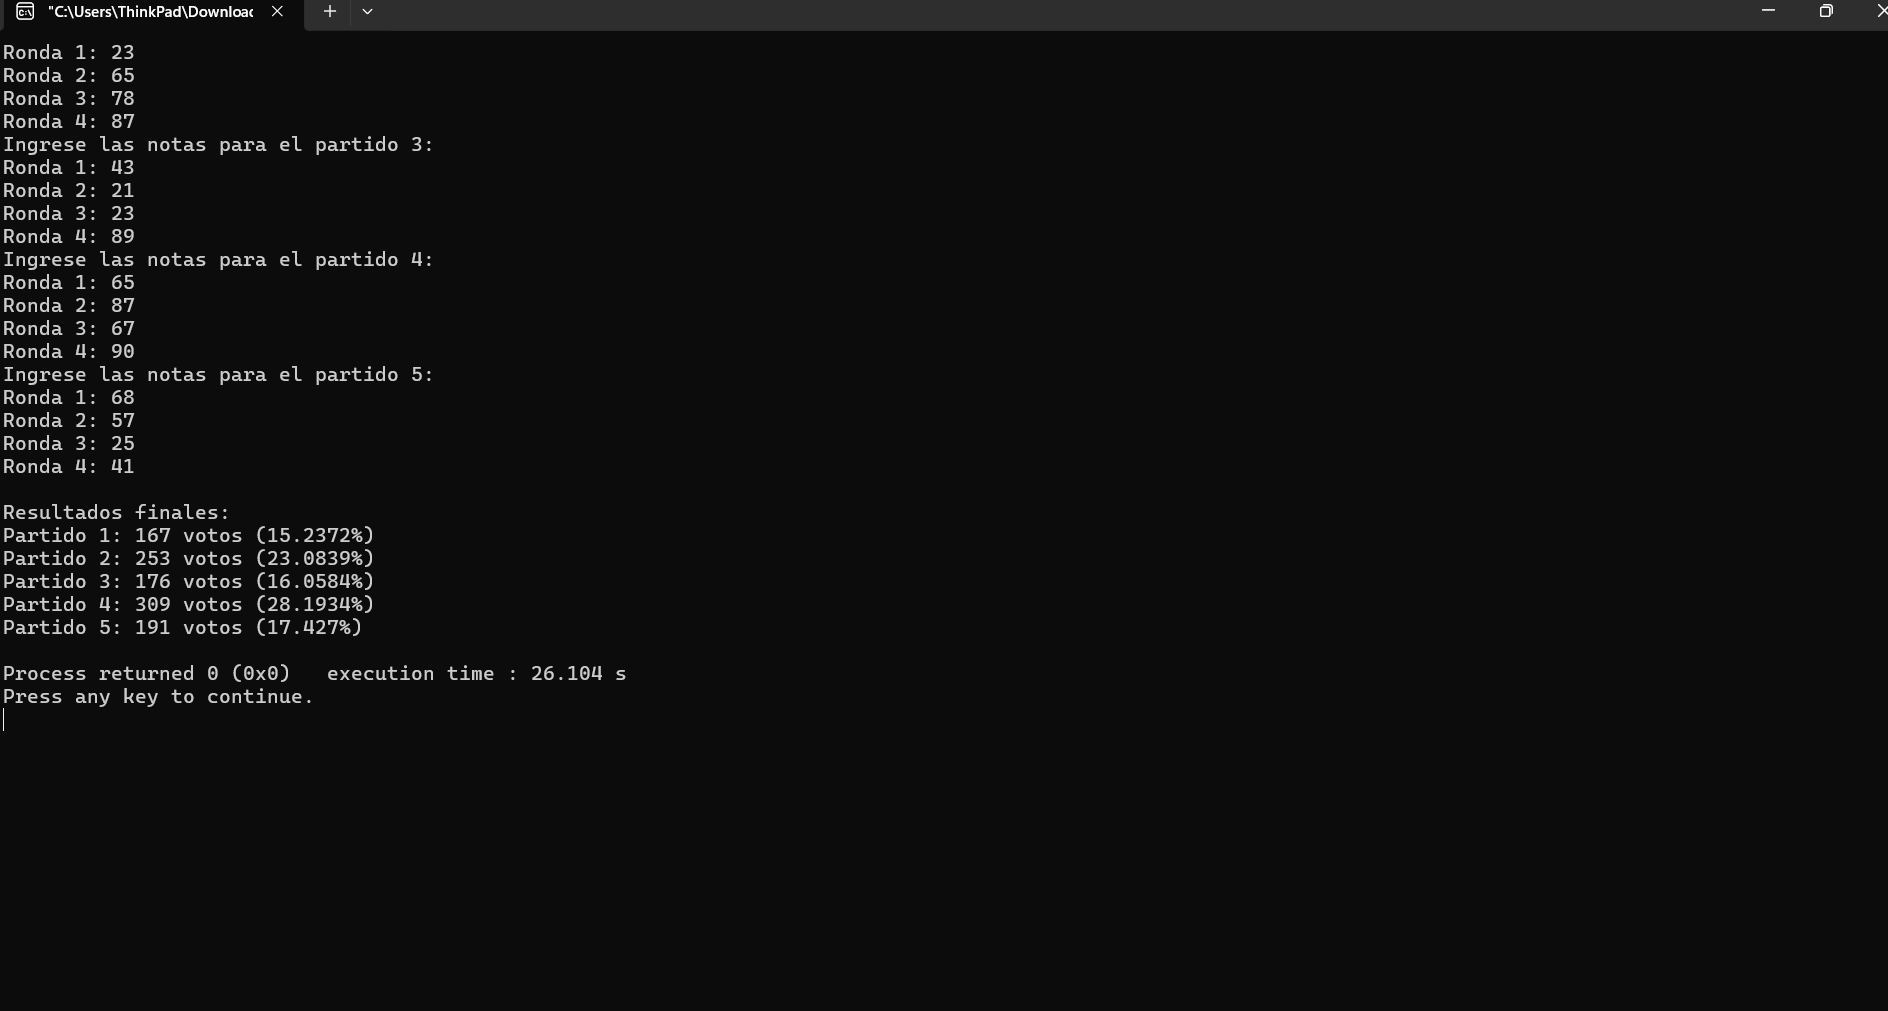 "C:\Users\ThinkPad\Downloac
Ronda 1: 23
Ronda 2: 65
Ronda 3: 78
Ronda 4: 87
Ingrese las notas para el partido 3:
Ronda 1: 43
Ronda 2: 21
Ronda 3: 23
Ronda 4: 89
Ingrese las notas para el partido 4:
Ronda 1: 65
Ronda 2: 87
Ronda 3: 67
Ronda 4: 90
Ingrese las notas para el partido 5:
Ronda 1: 68
Ronda 2: 57
Ronda 3: 25
Ronda 4: 41
Resultados finales:
Partido 1: 167 votos (15.2372%)
Partido 2: 253 votos (23.0839%)
Partido 3: 176 votos (16.0584%)
Partido 4: 309 votos (28.1934%)
Partido 5: 191 votos (17.427%)
Process returned 0 (0x0)   execution time : 26.104 s
Press any key to continue.